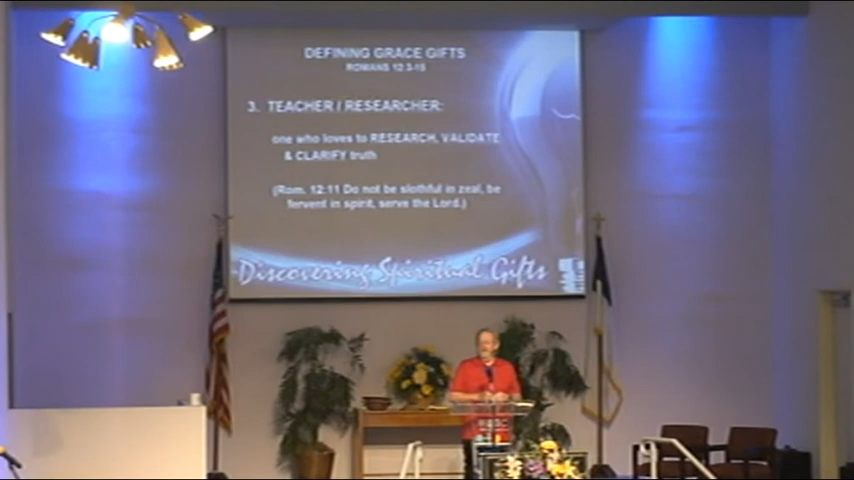 DEFINING GRACE GIFTS
ROMANS 12:3-15
3. TEACHER / RESEARCHER:
one who loves to RESEARCH, VALIDATE
& CLARIFY truth
(Rom. 12:11 Do not be slothful in zeal, be
fervent in spirit, serve the Lord.)
Discovering Spiritual Gifts